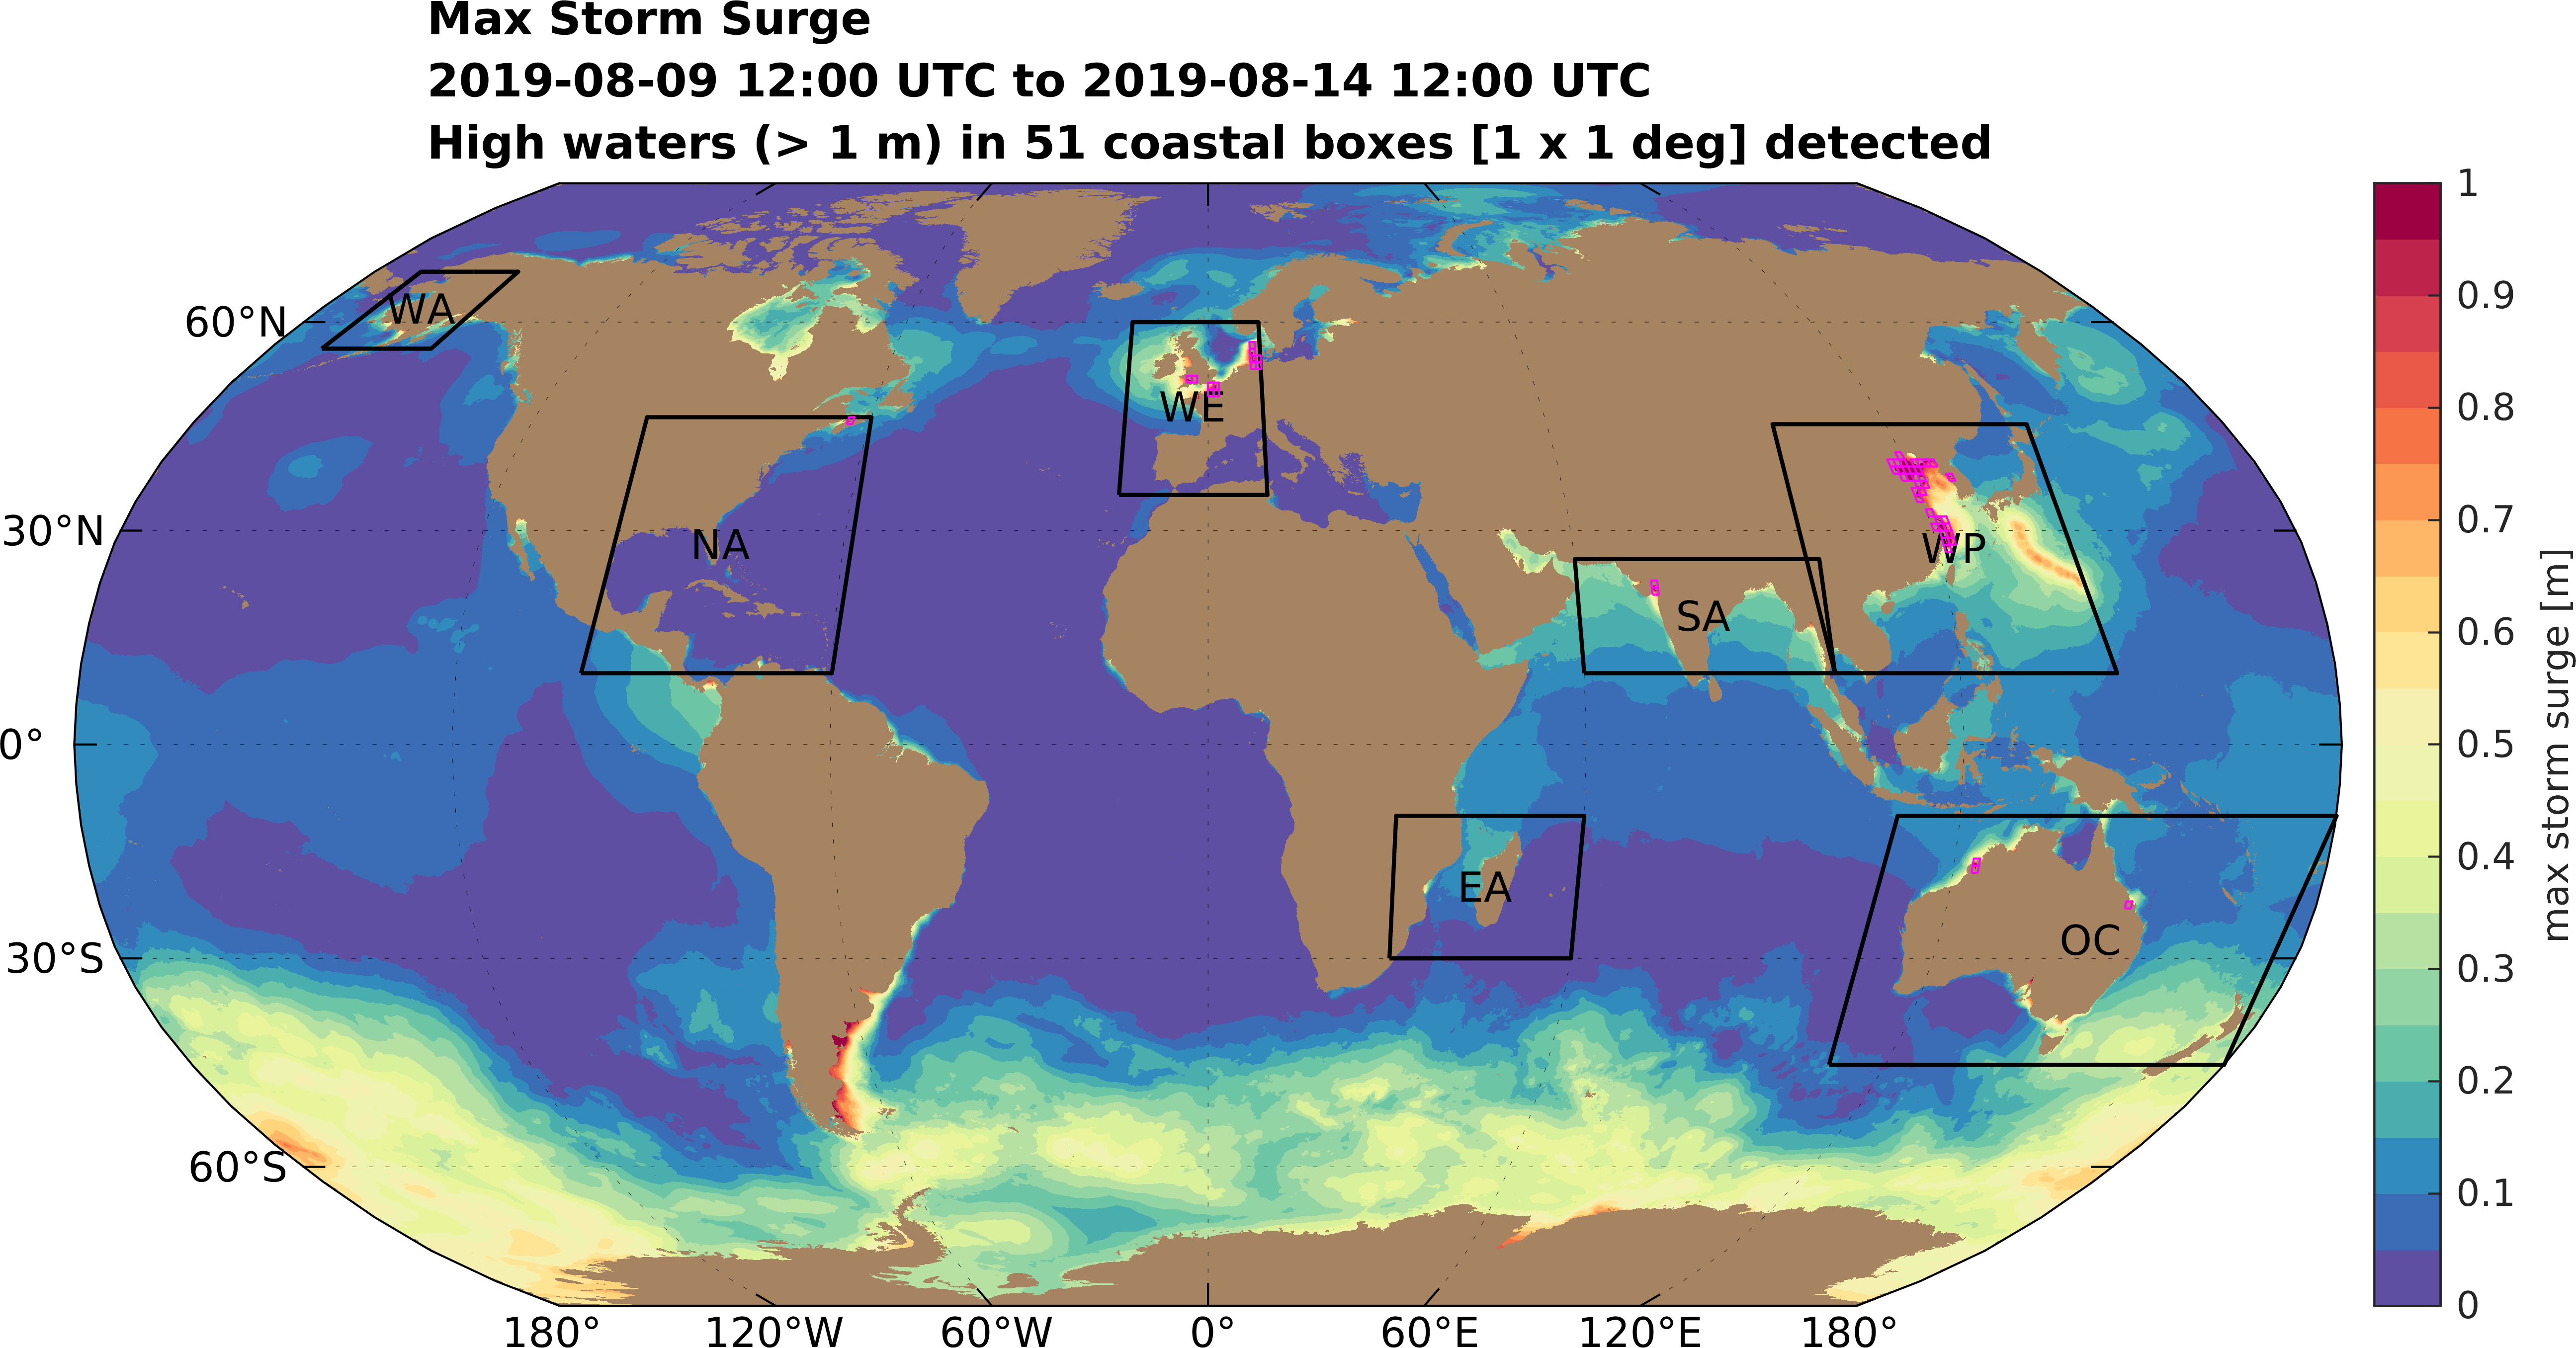 Max Storm Surge
2019-08-09 12:00 UTC to 2019-08-14 12:00 UTC
High waters (> 1 m) in 51 coastal boxes [1 x 1 deg] detected
60°N
30°N
0°
30°S
60°S
WA
NA
WE
SA
WP
EA
OC
180°
120°W
60°W
0°
60°E
120°E
180°
1
0.9
0.8
0.7
0.6
0.5
0.4
0.3
0.2
0.1
0
max storm surge [m]